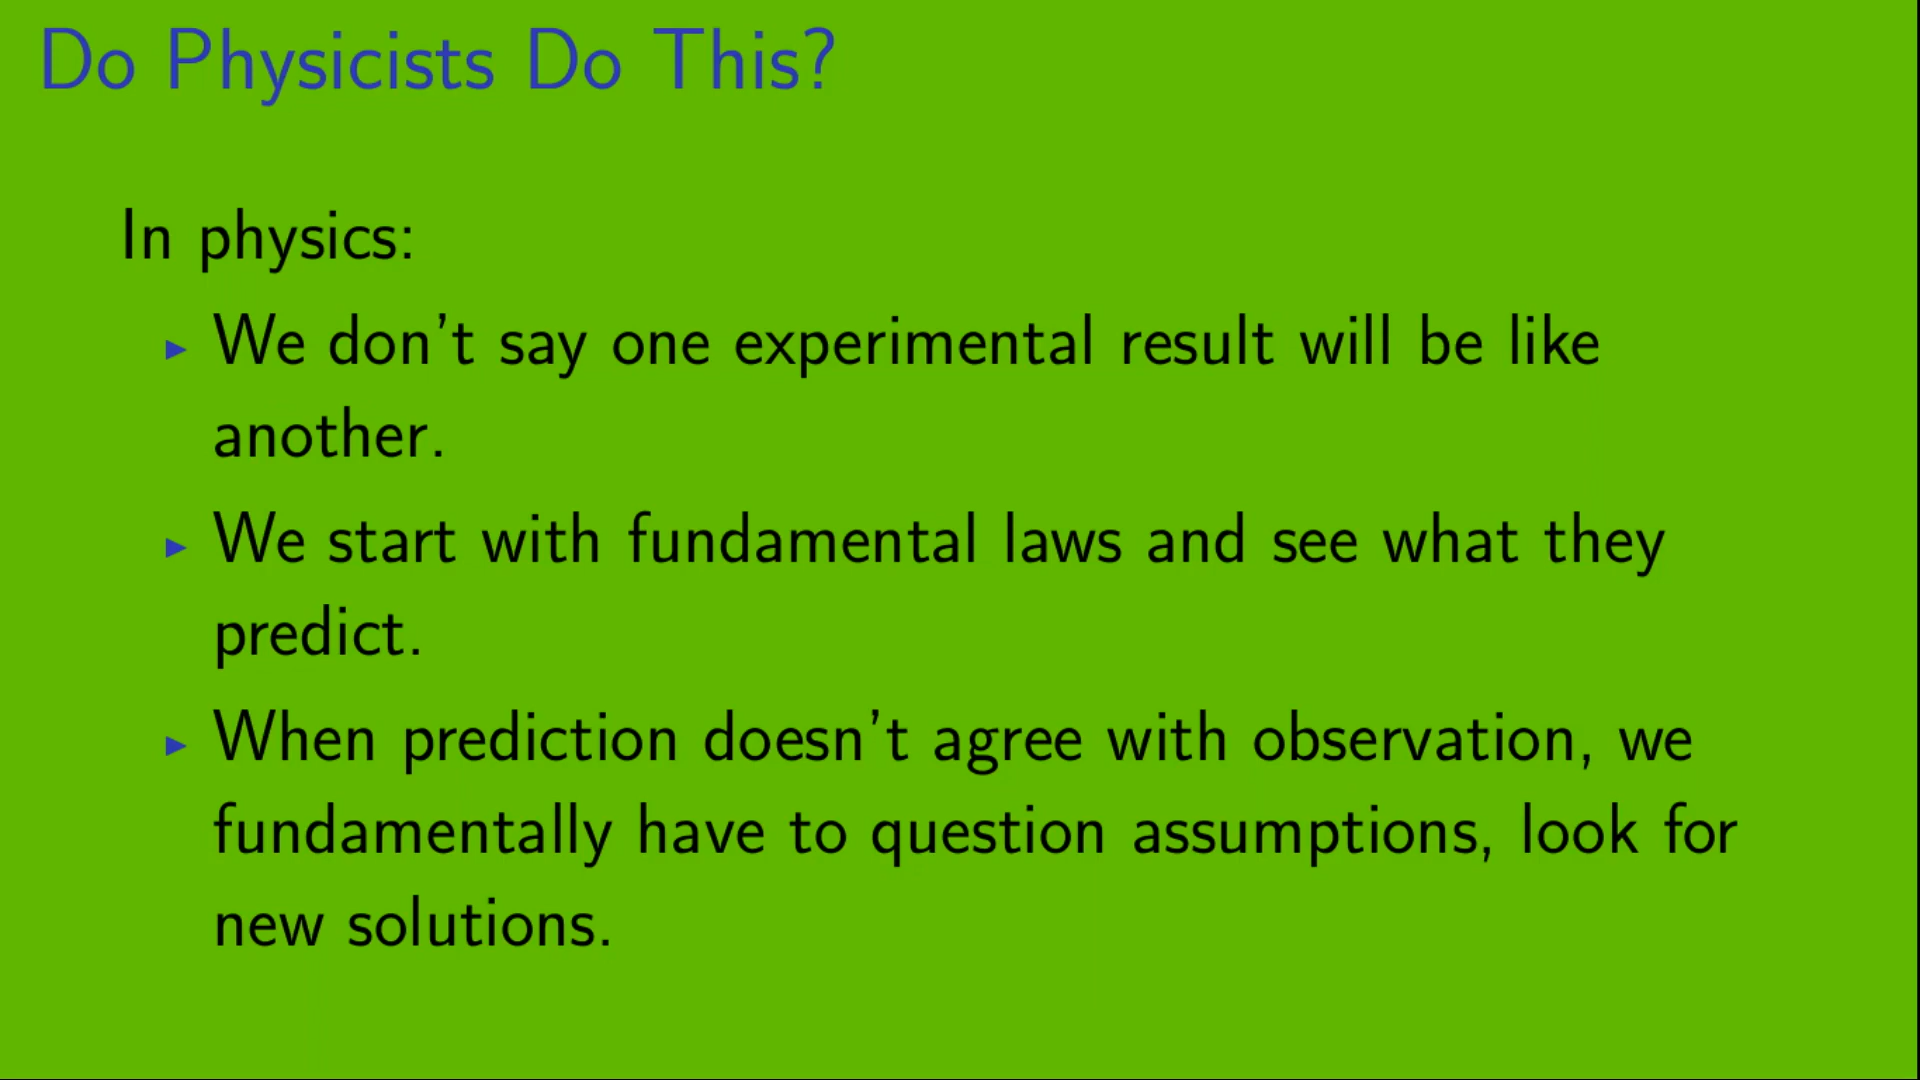 Do Physicists Do This?
In physics:
▶ We don't say one experimental result will be like
another.
▶ We start with fundamental laws and see what they
predict.
▶ When prediction doesn't agree with observation, we
fundamentally have to question assumptions, look for
new solutions.